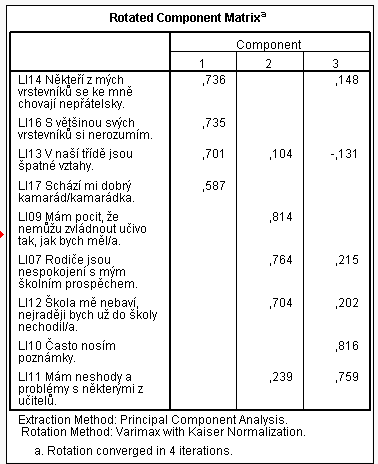 Rotated Component Matrixa
Component
1 2 3
LI14 Někteří z mých ,736 ,148
vrstevníků se ke mně
chovají nepřátelsky.
LI16 S většinou svých ,735
vrstevníků si nerozumím.
LI13 V naší třídě jsou ,701 ,104 -,131
špatné vztahy.
LI17 Schází mi dobrý ,587
kamarád/kamarádka.
LI09 Mám pocit, že ,814
nemůžu zvládnout učivo
tak, jak bych měl/a.
LI07 Rodiče jsou ,764 ,215
nespokojení s mým
školním prospěchem.
LI12 Škola mě nebaví, ,704 ,202
nejraději bych už do školy
nechodil/a.
LI10 Často nosím ,816
poznámky.
LI11 Mám neshody a ,239 ,759
problémy s některými z
učitelů.
Extraction Method: Principal Component Analysis.
Rotation Method: Varimax with Kaiser Normalization.
a. Rotation converged in 4 iterations.